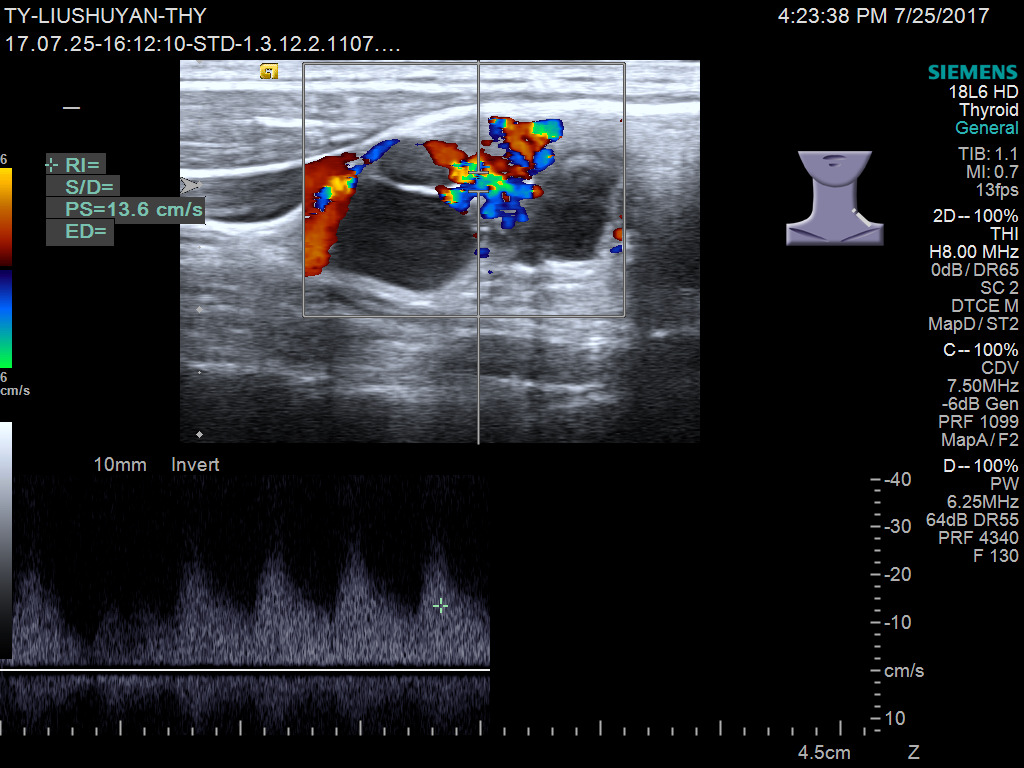 TY-LIUSHUYAN-THY
4:23:38 PM 7/25/2017
17.07.25-16:12:10-STD-1.3.12.2.1107....
SIEMENS
18L6 HD
Thyroid
General
TIB: 1.1
MI: 0.7
13fps
2D -- 100%
THI
H8.00 MHz
0dB / DR65
SC 2
DTCE M
MapD / ST2
C -- 100%
CDV
7.50MHz
-6dB Gen
PRF 1099
MapA / F2
D -- 100%
PW
6.25MHz
64dB DR55
PRF 4340
F 130
6
6
cm/s
RI=
S/D=
PS=13.6 cm/s
ED=
10mm Invert
-40
-30
-20
-10
cm/s
10
4.5cm Z